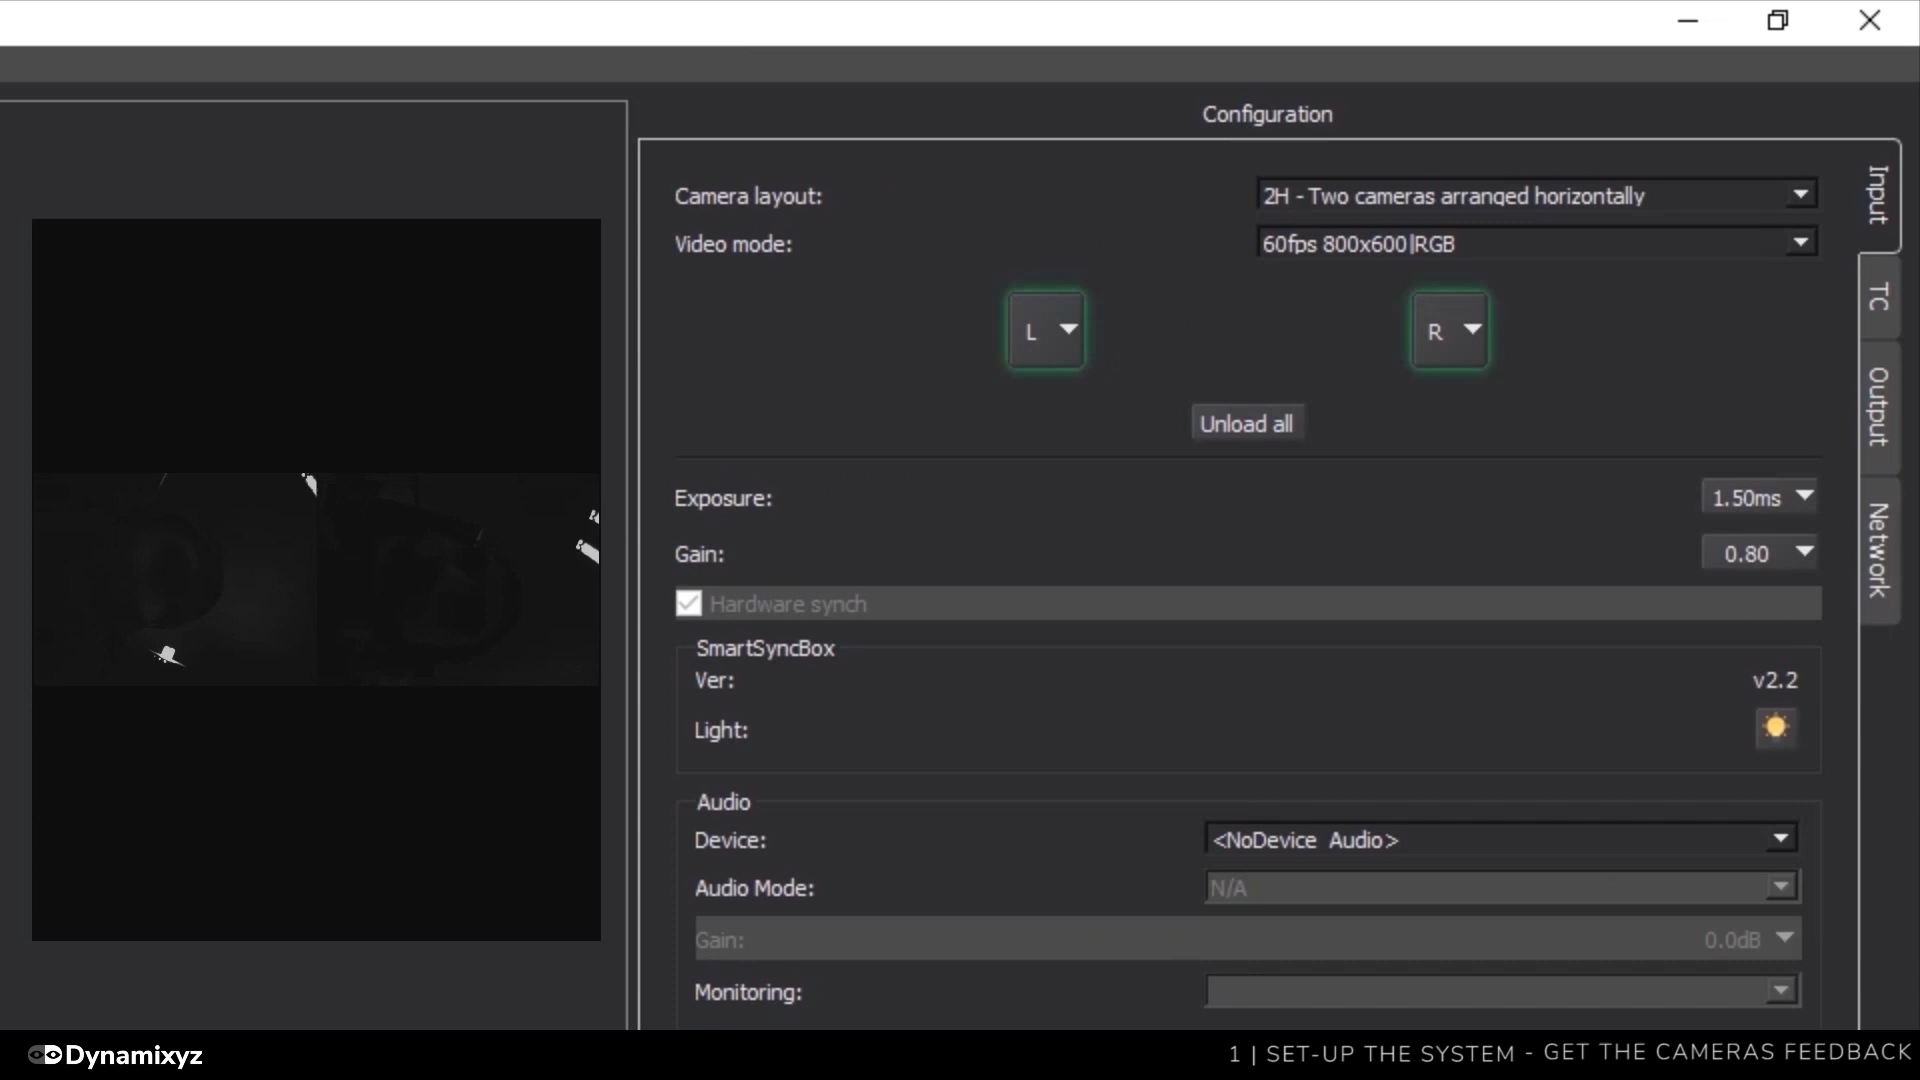 Configuration
Camera layout: 2H - Two cameras arranged horizontally
Video mode: 60fps 800x600|RGB
L R
Unload all
Exposure: 1.50ms
Gain: 0.80
Hardware synch
SmartSyncBox
Ver: v2.2
Light:
Audio
Device: <NoDevice Audio>
Audio Mode: N/A
Gain: 0.0dB
Monitoring:
Input
TC
Output
Network
Dynamixyz
1 | SET-UP THE SYSTEM - GET THE CAMERAS FEEDBACK